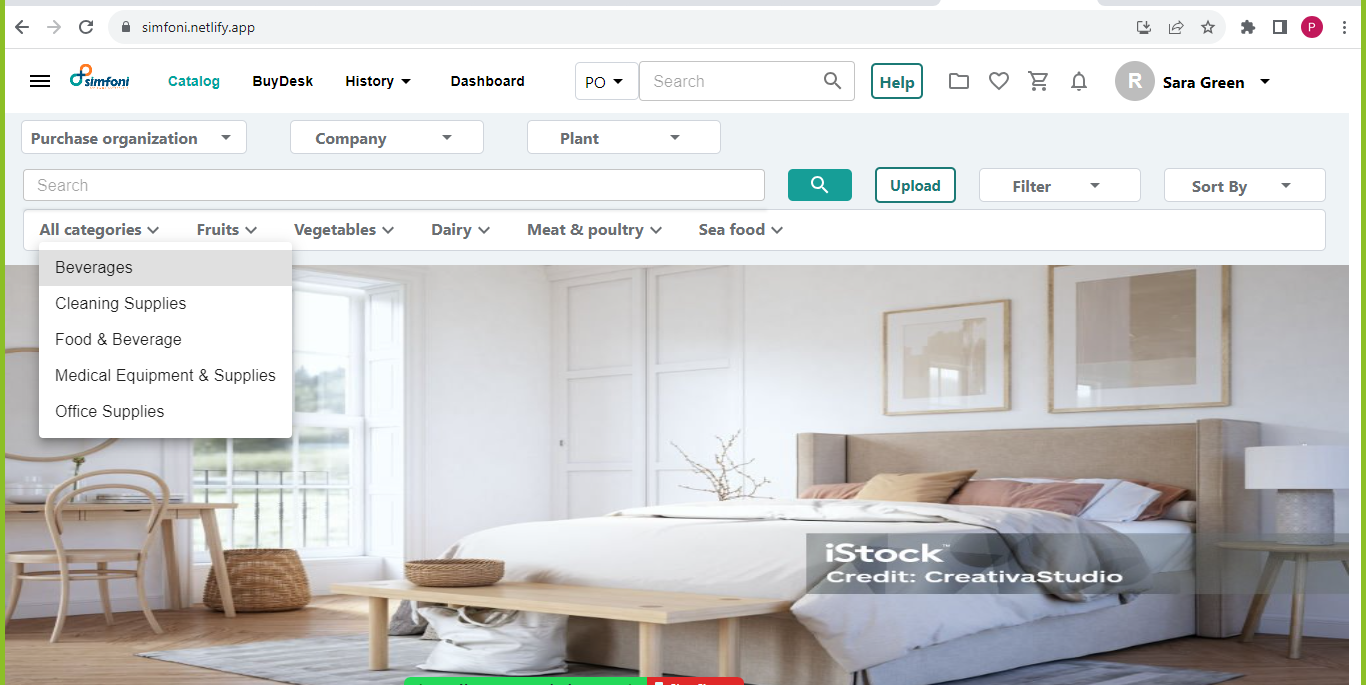 simfoni.netlify.app
P
simfoni
Catalog
BuyDesk
History
Dashboard
PO
Search
Help
R
Sara Green
Purchase organization
Company
Plant
Search
Upload
Filter
Sort By
All categories
Fruits
Vegetables
Dairy
Meat & poultry
Sea food
Beverages
Cleaning Supplies
Food & Beverage
Medical Equipment & Supplies
Office Supplies
iStock™
Credit: CreativaStudio